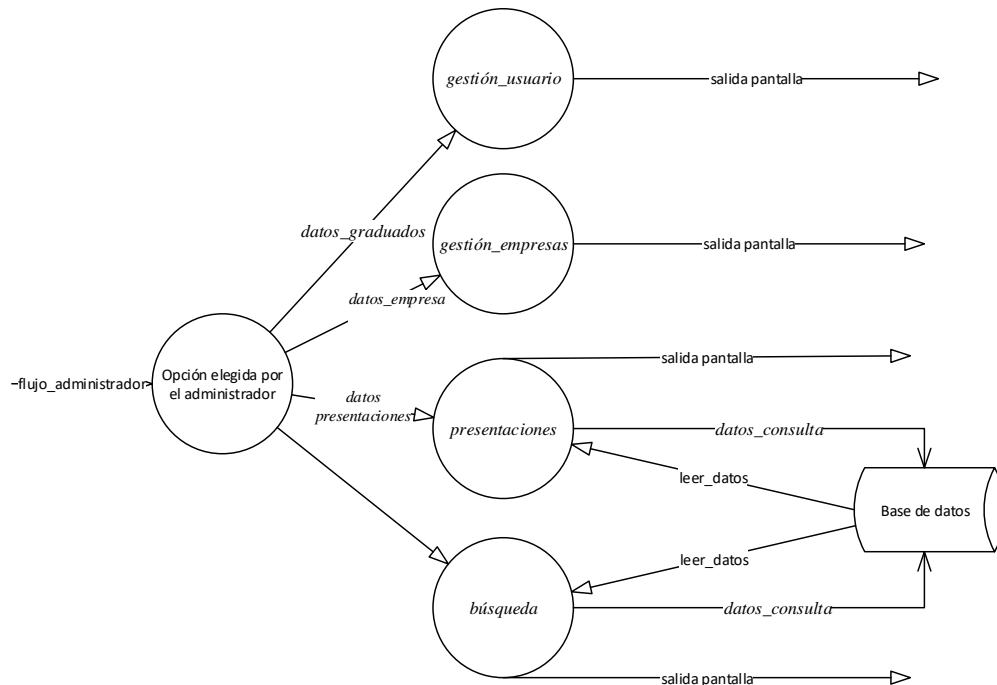 gestión_usuario
salida pantalla
datos_graduados
gestión_empresas
salida pantalla
datos_empresa
salida pantalla
flujo_administrador
Opción elegida por
el administrador
datos
presentaciones
presentaciones
datos_consulta
leer_datos
Base de datos
leer_datos
búsqueda
datos_consulta
salida pantalla